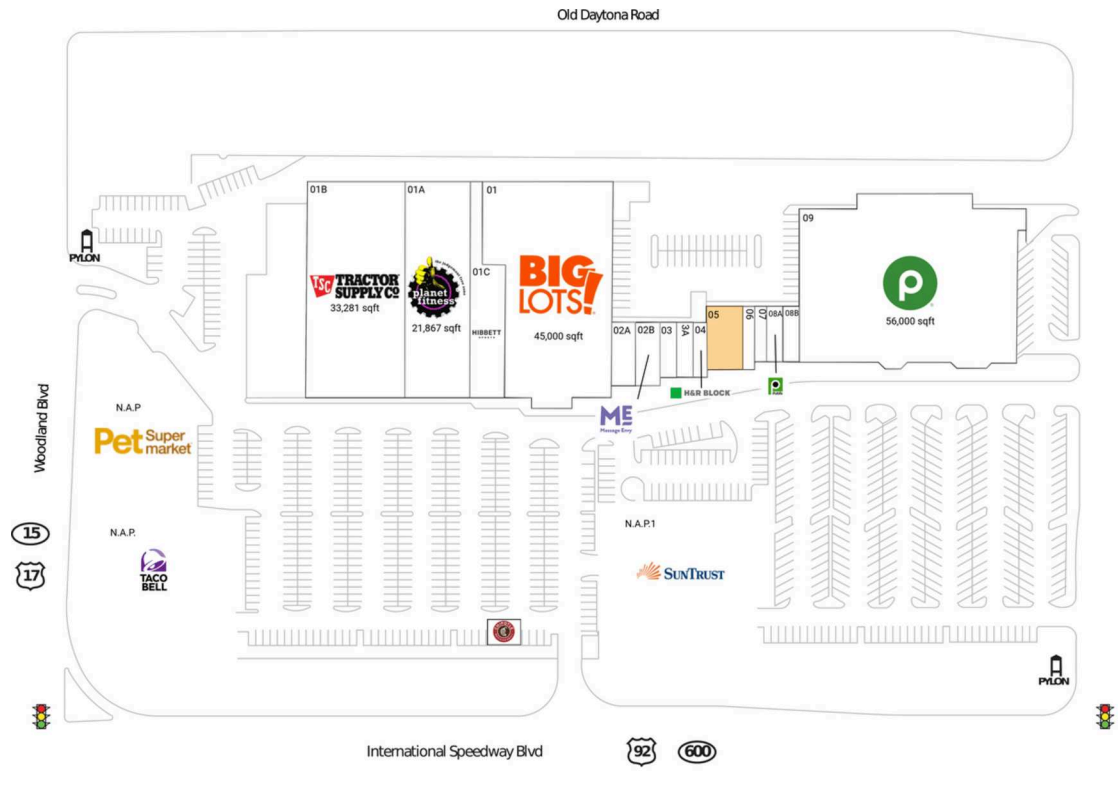 Old Daytona Road
01B
01A
01
09
PYLON
TSC TRACTOR
SUPPLY CO
33,281 sqft
planet
fitness
21,867 sqft
01C
HIBBETT
SPORTS
BIG
LOTS!
45,000 sqft
02A
02B
03
3A
04
05
06
07
08A
08B
p
56,000 sqft
H&R BLOCK
ME
Massage Envy
N.A.P
Pet Super
market
Woodland Blvd
N.A.P.
TACO
BELL
15
17
N.A.P.1
SUNTRUST
PYLON
International Speedway Blvd
92
600